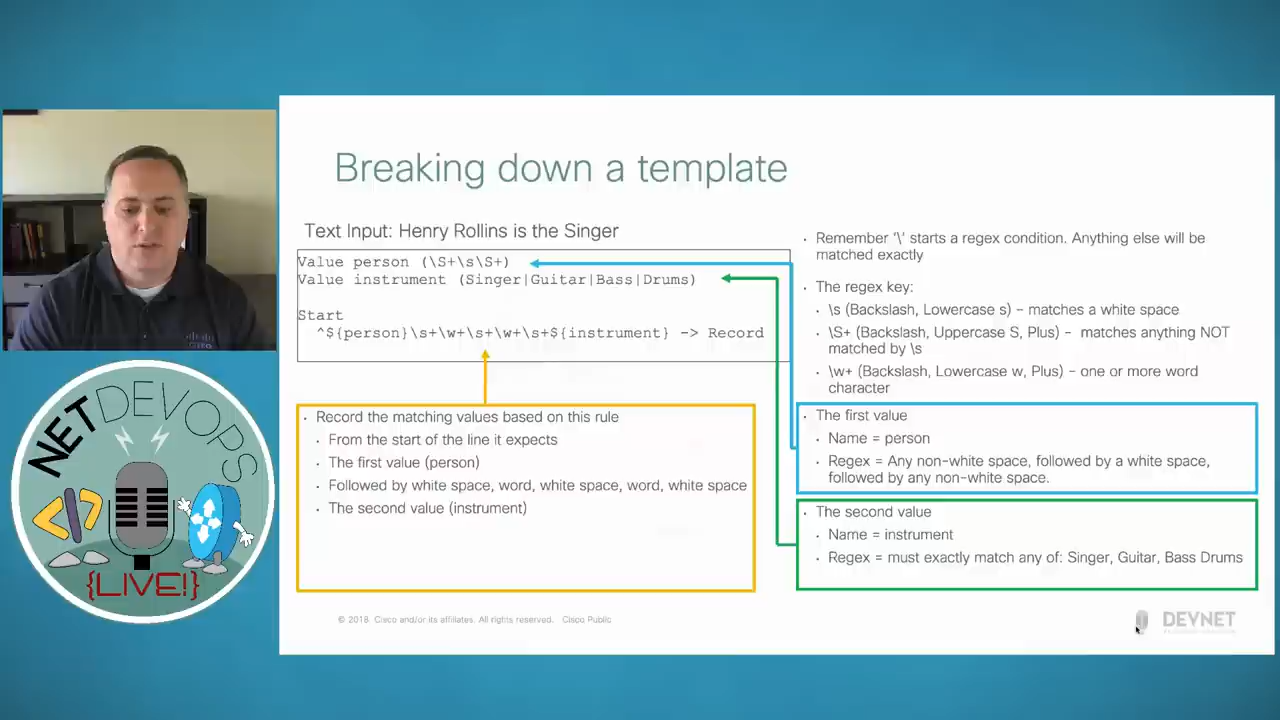 Breaking down a template
Text Input: Henry Rollins is the Singer
Value person (\S+\s\S+)
Value instrument (Singer|Guitar|Bass|Drums)
Start
^${person}\s+\w+\s+\w+\s+${instrument} -> Record
Record the matching values based on this rule
From the start of the line it expects
The first value (person)
Followed by white space, word, white space, word, white space
The second value (instrument)
Remember '\' starts a regex condition. Anything else will be
matched exactly
The regex key:
\s (Backslash, Lowercase s) – matches a white space
\S+ (Backslash, Uppercase S, Plus) – matches anything NOT
matched by \s
\w+ (Backslash, Lowercase w, Plus) – one or more word
character
The first value
Name = person
Regex = Any non-white space, followed by a white space,
followed by any non-white space.
The second value
Name = instrument
Regex = must exactly match any of: Singer, Guitar, Bass Drums
NETDEVOPS
</>
{LIVE!}
© 2018 Cisco and/or its affiliates. All rights reserved. Cisco Public
DEVNET